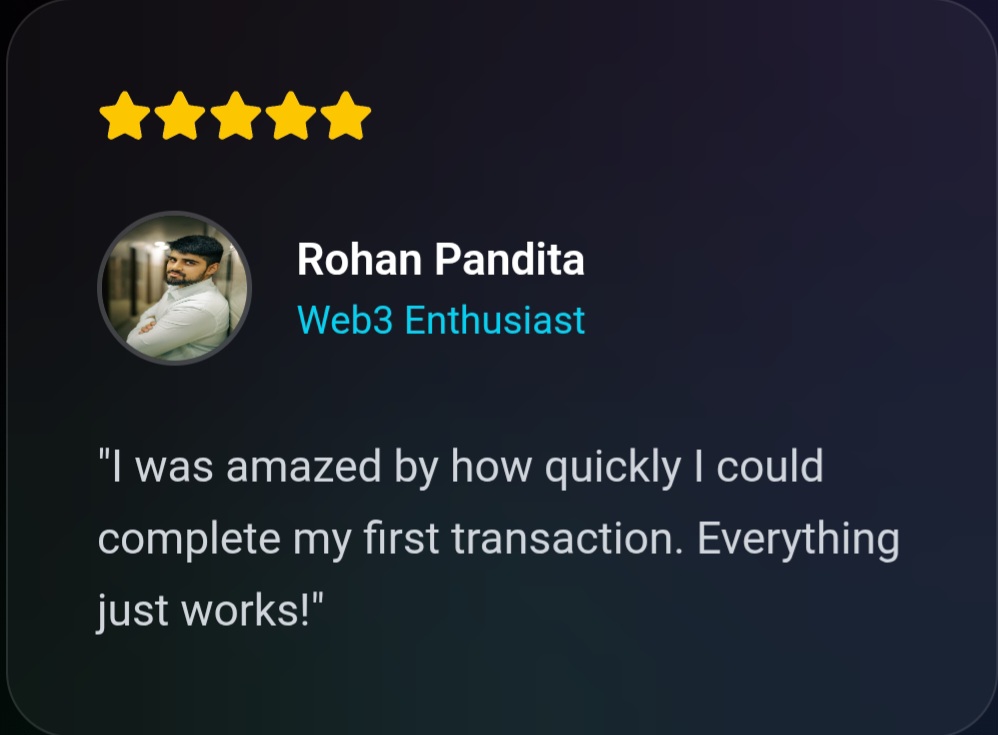 Rohan Pandita
Web3 Enthusiast
"I was amazed by how quickly I could
complete my first transaction. Everything
just works!"